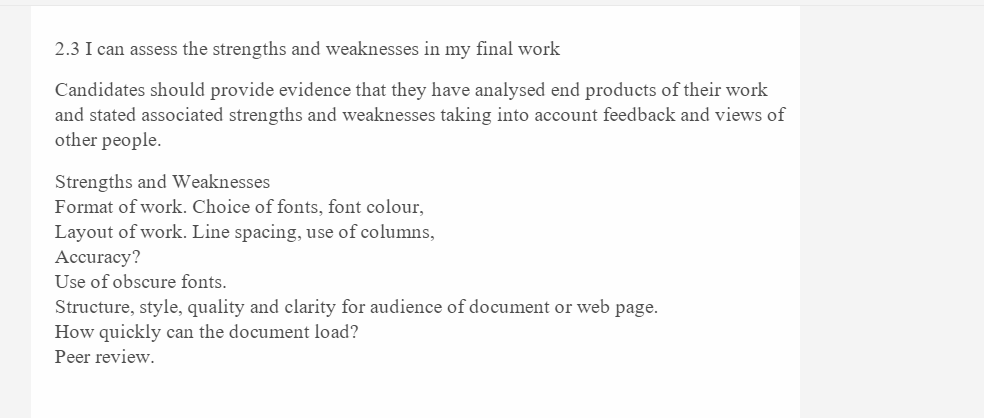 2.3 I can assess the strengths and weaknesses in my final work
Candidates should provide evidence that they have analysed end products of their work
and stated associated strengths and weaknesses taking into account feedback and views of
other people.
Strengths and Weaknesses
Format of work. Choice of fonts, font colour,
Layout of work. Line spacing, use of columns,
Accuracy?
Use of obscure fonts.
Structure, style, quality and clarity for audience of document or web page.
How quickly can the document load?
Peer review.